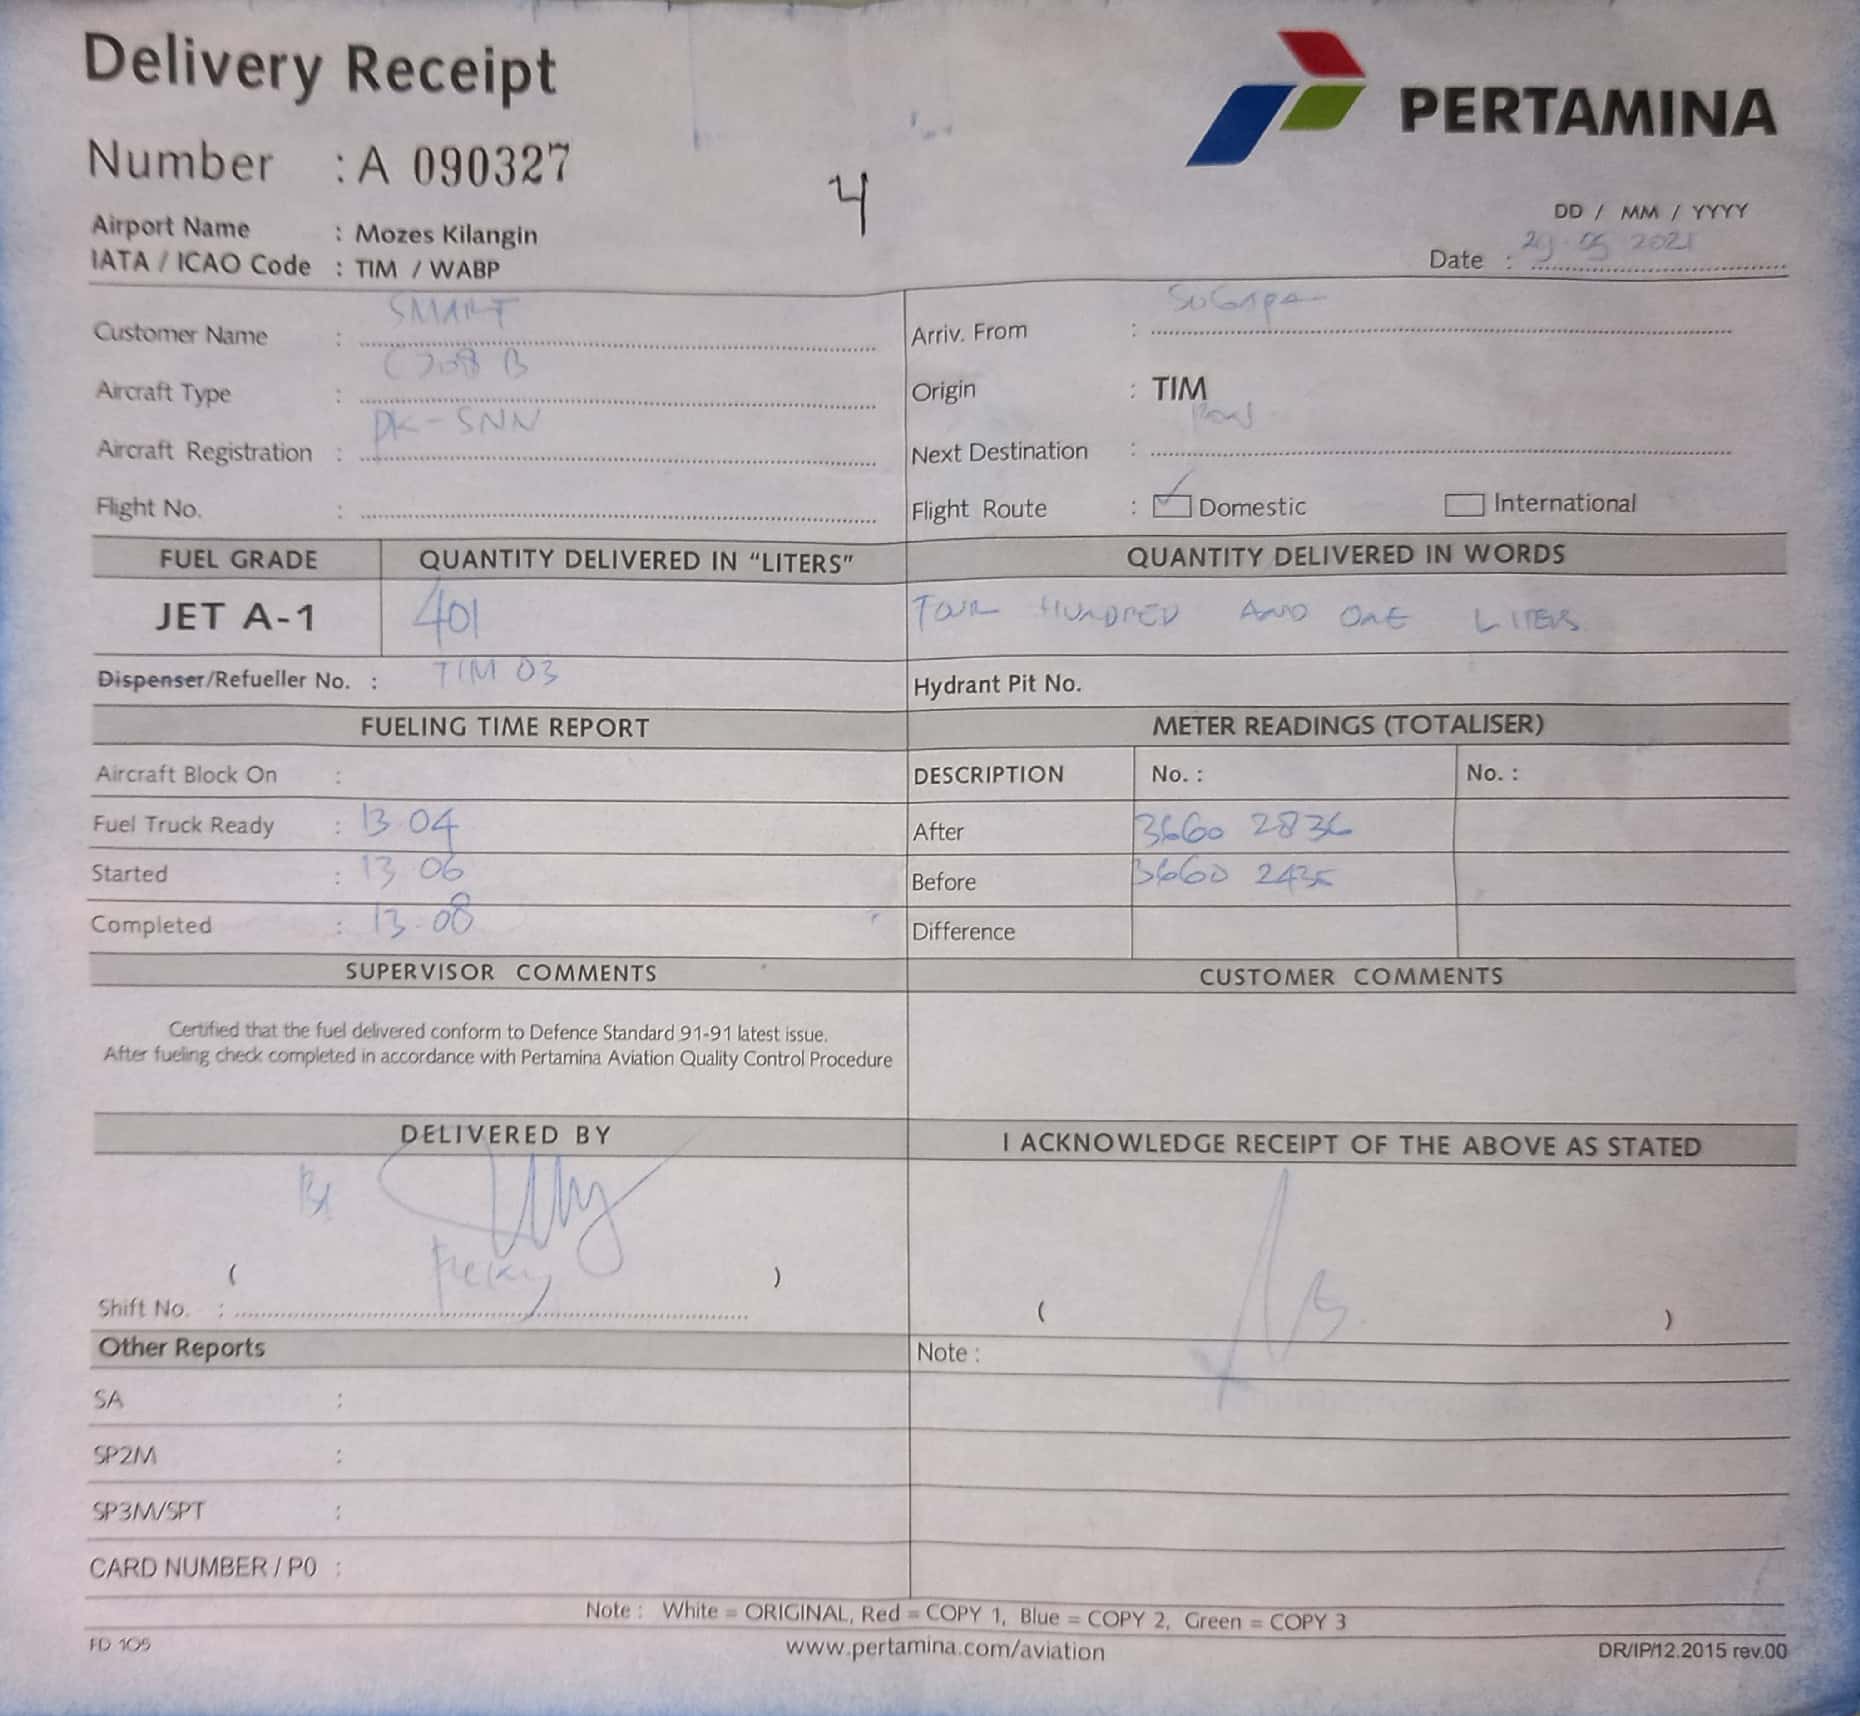 Delivery Receipt
PERTAMINA
Number : A 090327
4
DD / MM / YYYY
Airport Name : Mozes Kilangin
Date : 2021
IATA / ICAO Code : TIM / WABP
Customer Name : SMART
Arriv. From : SUGAPA
Aircraft Type : C 208 B
Origin : TIM
Aircraft Registration : PK-SNN
Next Destination :
Flight No. :
Flight Route : Domestic International
FUEL GRADE QUANTITY DELIVERED IN "LITERS" QUANTITY DELIVERED IN WORDS
JET A-1 401 FOUR HUNDRED AND ONE LITERS
Dispenser/Refueller No. : TIM 03 Hydrant Pit No.
FUELING TIME REPORT METER READINGS (TOTALISER)
Aircraft Block On : DESCRIPTION No. : No. :
Fuel Truck Ready : 13 04 After 3660 2836
Started : 13 06 Before 3660 2435
Completed : 13.08 Difference
SUPERVISOR COMMENTS CUSTOMER COMMENTS
Certified that the fuel delivered conform to Defence Standard 91-91 latest issue.
After fueling check completed in accordance with Pertamina Aviation Quality Control Procedure
DELIVERED BY I ACKNOWLEDGE RECEIPT OF THE ABOVE AS STATED
( )
Shift No. : ( )
Other Reports Note :
SA :
SP2M :
SP3M/SPT :
CARD NUMBER / PO :
Note : White = ORIGINAL, Red = COPY 1, Blue = COPY 2, Green = COPY 3
FD 105 www.pertamina.com/aviation DR/IP/12.2015 rev.00